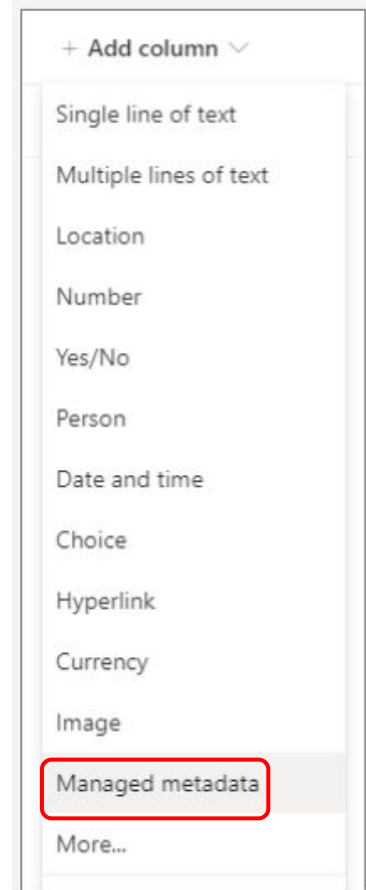 + Add column
Single line of text
Multiple lines of text
Location
Number
Yes/No
Person
Date and time
Choice
Hyperlink
Currency
Image
Managed metadata
More...